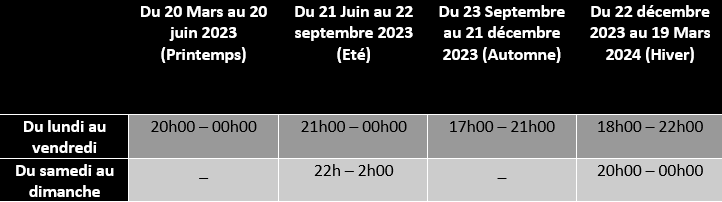 Du 20 Mars au 20
juin 2023
(Printemps)
Du 21 Juin au 22
septembre 2023
(Eté)
Du 23 Septembre
au 21 décembre
2023 (Automne)
Du 22 décembre
2023 au 19 Mars
2024 (Hiver)
Du lundi au
vendredi
20h00 – 00h00
21h00 – 00h00
17h00 – 21h00
18h00 – 22h00
Du samedi au
dimanche
_
22h – 2h00
_
20h00 – 00h00